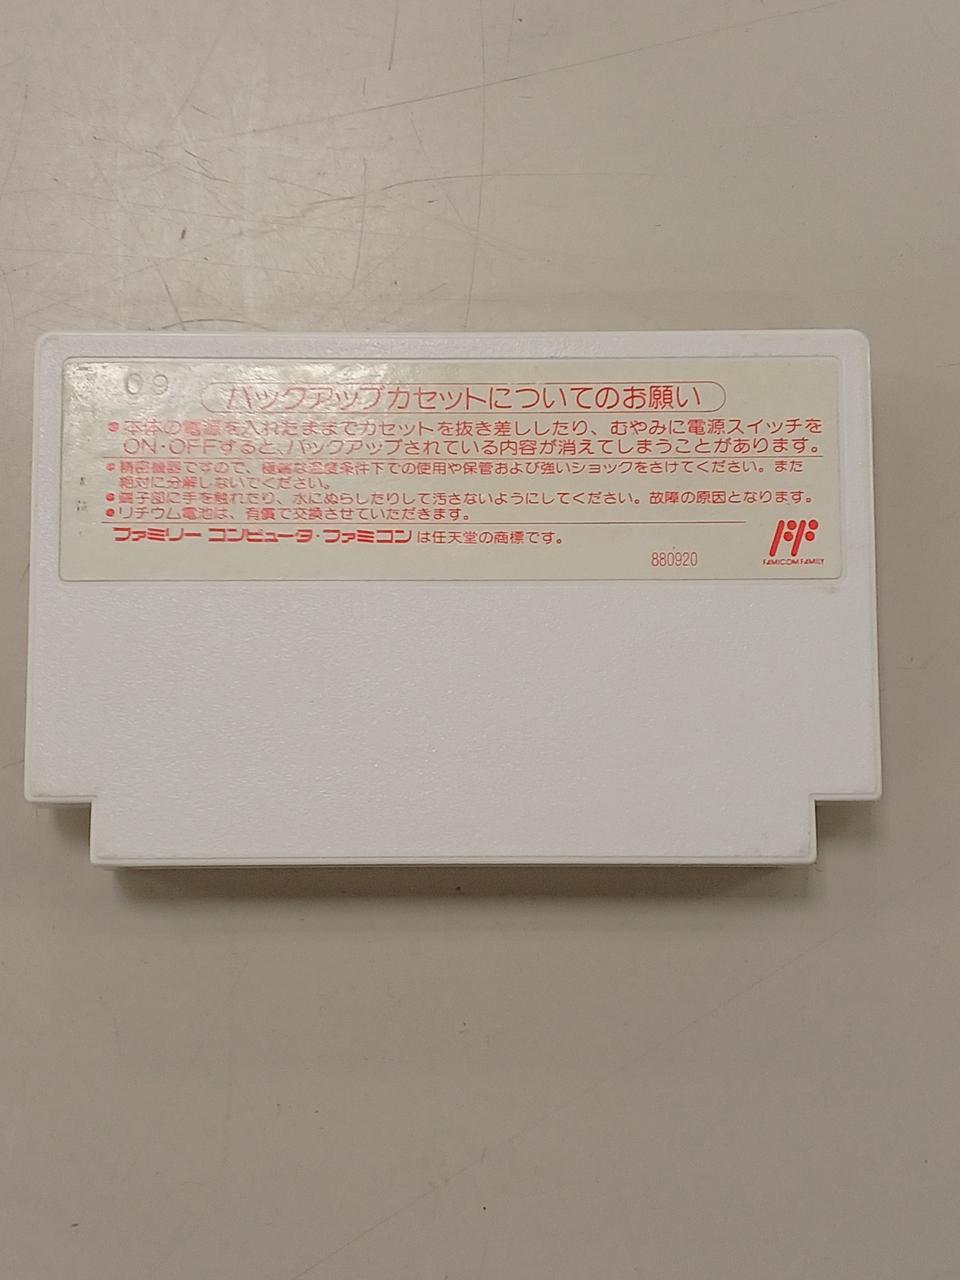 09
バックアップカセットについてのお願い
●本体の電源を入れたままでカセットを抜き差ししたり、むやみに電源スイッチを
ON・OFFすると、バックアップされている内容が消えてしまうことがあります。
●精密機器ですので、極端な温度条件下での使用や保管および強いショックをさけてください。また
絶対に分解しないでください。
●端子部に手を触れたり、水にぬらしたりして汚さないようにしてください。故障の原因となります。
●リチウム電池は、有償で交換させていただきます。
ファミリーコンピュータ・ファミコンは任天堂の商標です。
880920
FAMICOM FAMILY